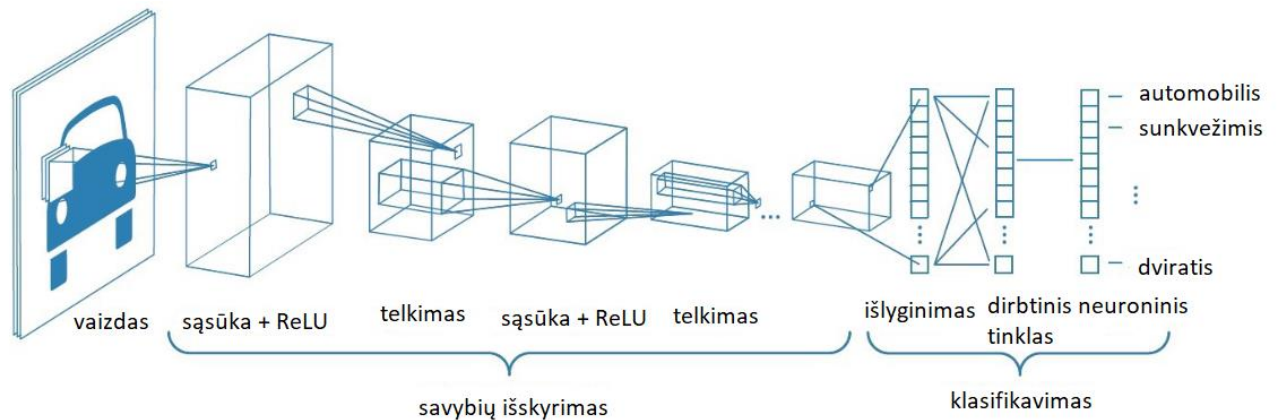 automobilis
sunkvežimis
dviratis
vaizdas
sąsūka + ReLU
telkimas
sąsūka + ReLU
telkimas
išlyginimas
dirbtinis neuroninis
tinklas
savybių išskyrimas
klasifikavimas